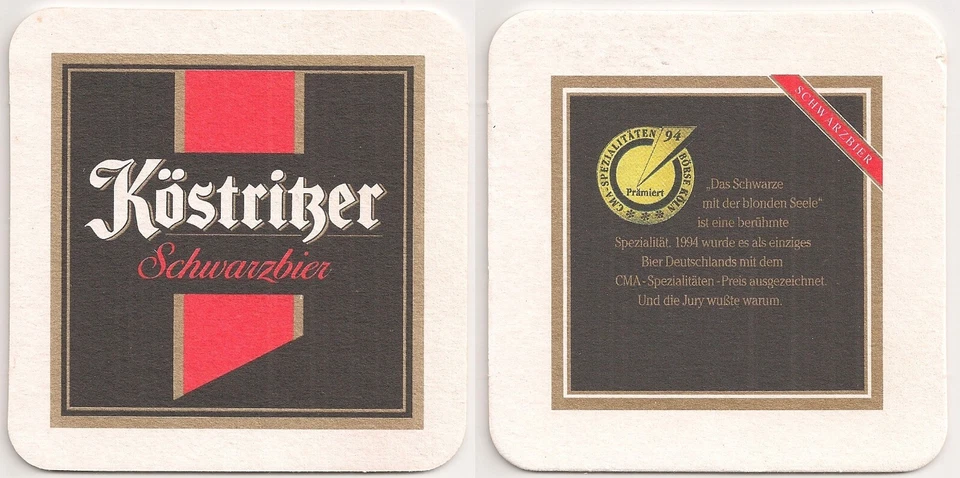 Köstritzer
Schwarzbier
SCHWARZBIER
CMA-SPEZIALITÄTEN '94 BÖRSE KÖLN
Prämiert
„Das Schwarze
mit der blonden Seele“
ist eine berühmte
Spezialität. 1994 wurde es als einziges
Bier Deutschlands mit dem
CMA-Spezialitäten-Preis ausgezeichnet.
Und die Jury wußte warum.